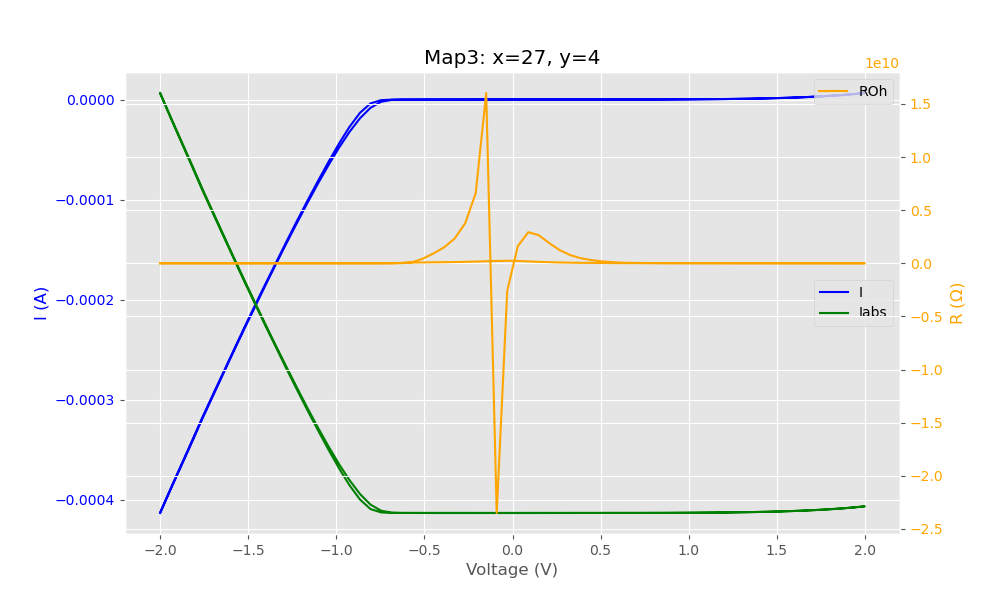 Map3: x=27, y=4
1e10
ROh
I
Iabs
0.0000
−0.0001
−0.0002
−0.0003
−0.0004
I (A)
1.5
1.0
0.5
0.0
−0.5
−1.0
−1.5
−2.0
−2.5
R (Ω)
−2.0 −1.5 −1.0 −0.5 0.0 0.5 1.0 1.5 2.0
Voltage (V)